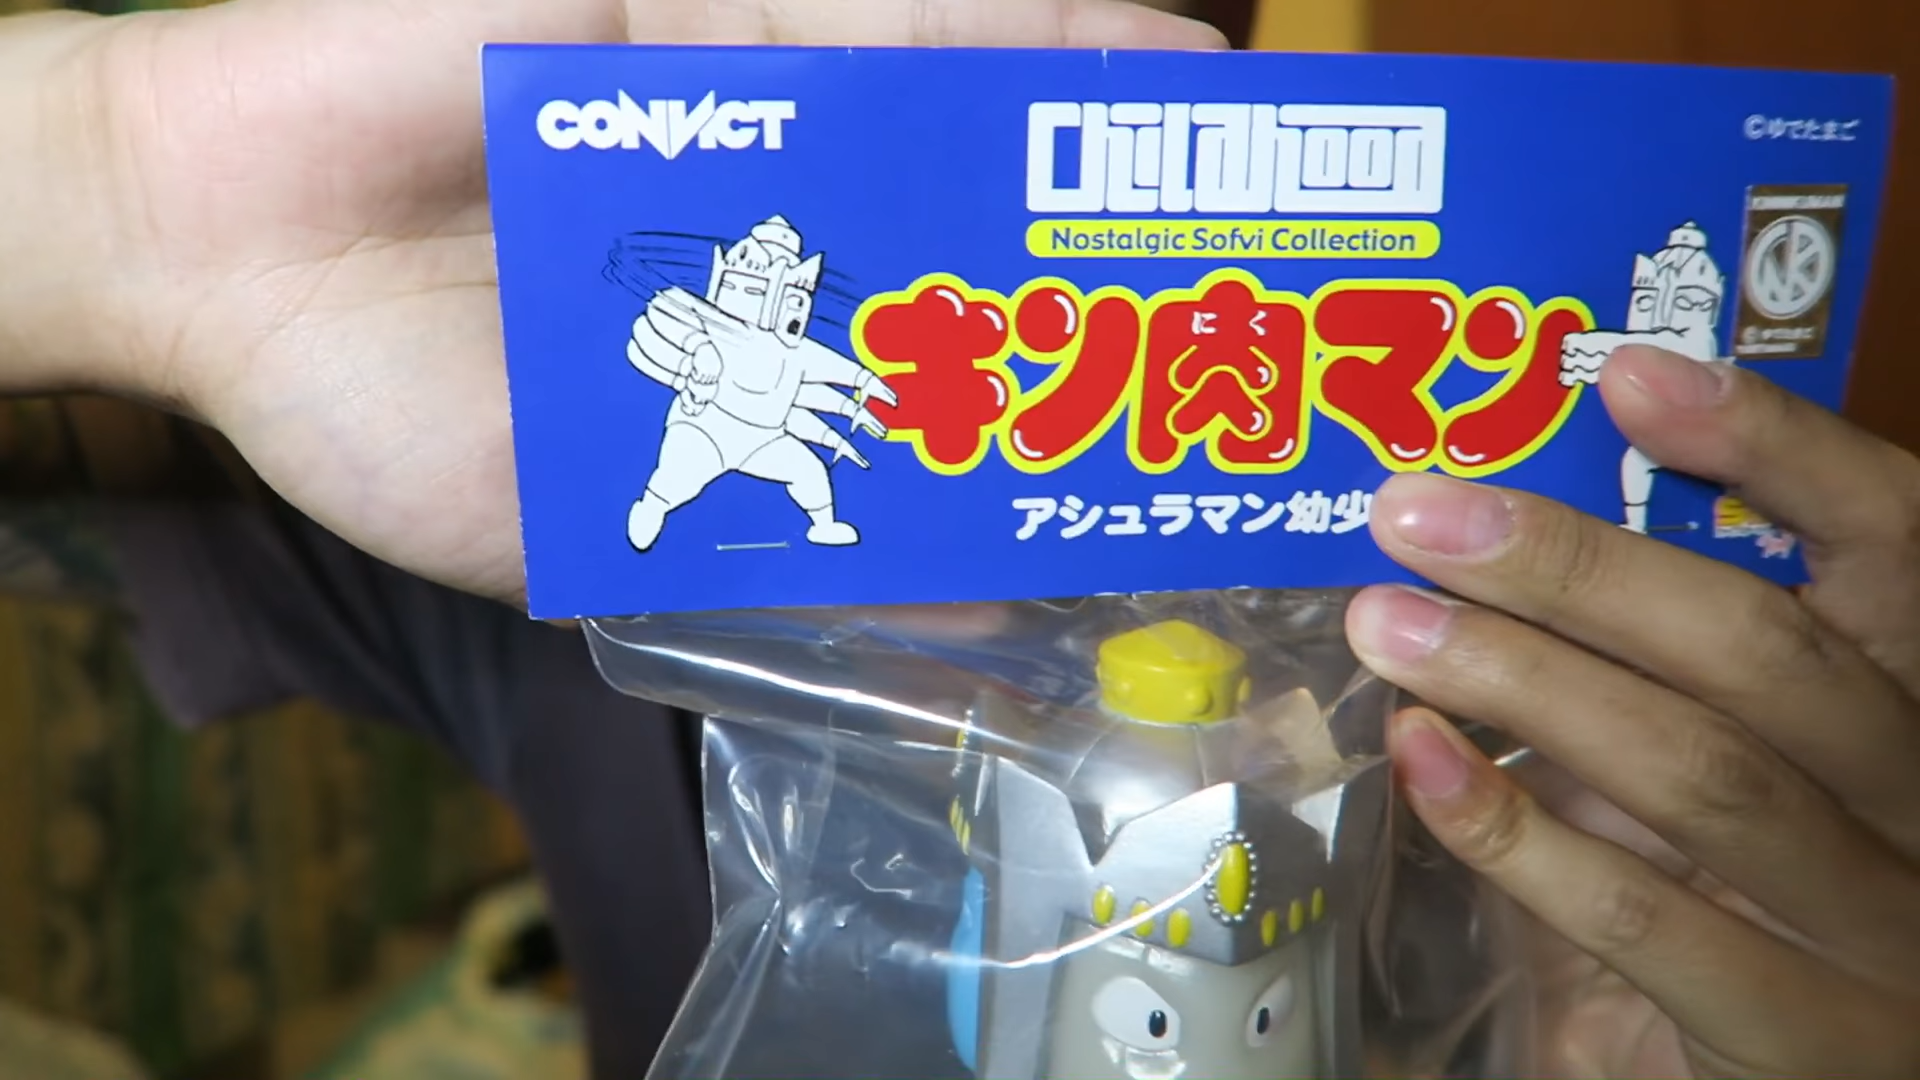 CONVICT
Childhood
Nostalgic Sofvi Collection
©ゆでたまご
にく
キン肉マン
アシュラマン幼少